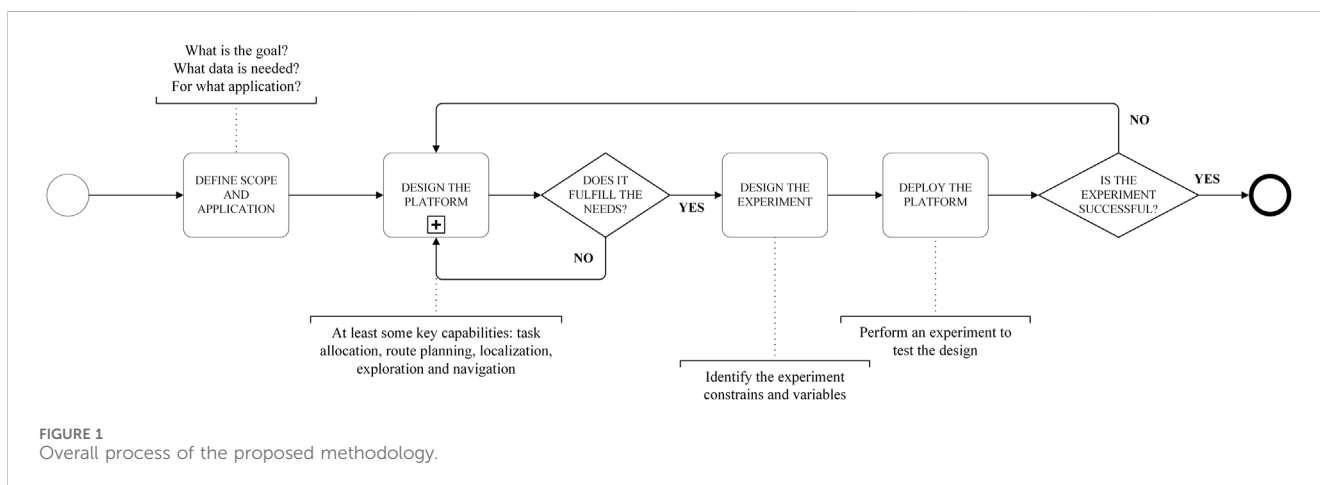 What is the goal?
What data is needed?
For what application?
NO
DEFINE SCOPE
AND
APPLICATION
DESIGN THE
PLATFORM
DOES IT
FULFILL THE
NEEDS?
YES
NO
DESIGN THE
EXPERIMENT
DEPLOY THE
PLATFORM
IS THE
EXPERIMENT
SUCCESSFUL?
YES
At least some key capabilities: task
allocation, route planning, localization,
exploration and navigation
Identify the experiment
constrains and variables
Perform an experiment to
test the design
FIGURE 1
Overall process of the proposed methodology.